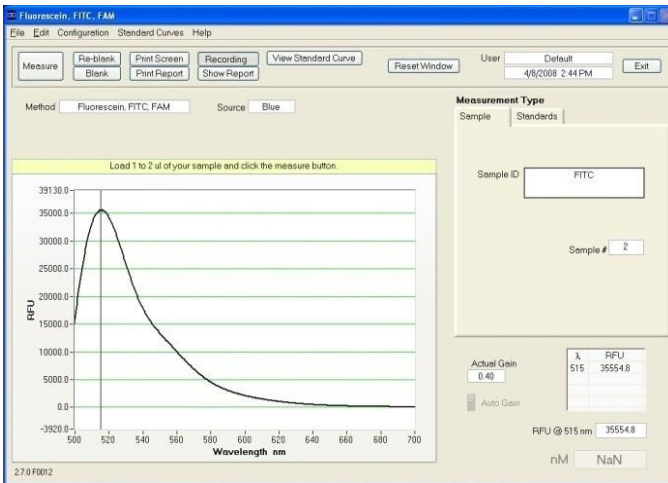 Fluorescein, FITC, FAM
File Edit Configuration Standard Curves Help
Measure
Re-blank
Print Screen
Recording
View Standard Curve
Blank
Print Report
Show Report
Reset Window
User
Default
4/8/2008 2:44 PM
Exit
Method
Fluorescein, FITC, FAM
Source
Blue
Measurement Type
Sample
Standards
Load 1 to 2 ul of your sample and click the measure button.
Sample ID
FITC
Sample #
2
39130.0
35000.0
30000.0
25000.0
20000.0
15000.0
10000.0
5000.0
0.0
-3920.0
RFU
500 520 540 560 580 600 620 640 660 680 700
Wavelength nm
Actual Gain
0.40
Auto Gain
λ RFU
515 35554.8
RFU @ 515 nm 35554.8
nM NaN
2.7.0 F0012